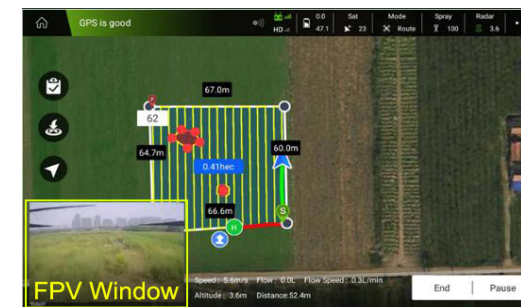 GPS is good
HD
0.0
47.1
Sat
23
Mode
Route
Spray
100
Radar
3.6
67.0m
62
64.7m
60.0m
0.41hec
66.6m
S
H
FPV Window
Speed: 5.6m/s Flow: 0.0L Flow Speed: 0.3L/min
Altitude: 3.6m Distance:52.4m
End
Pause